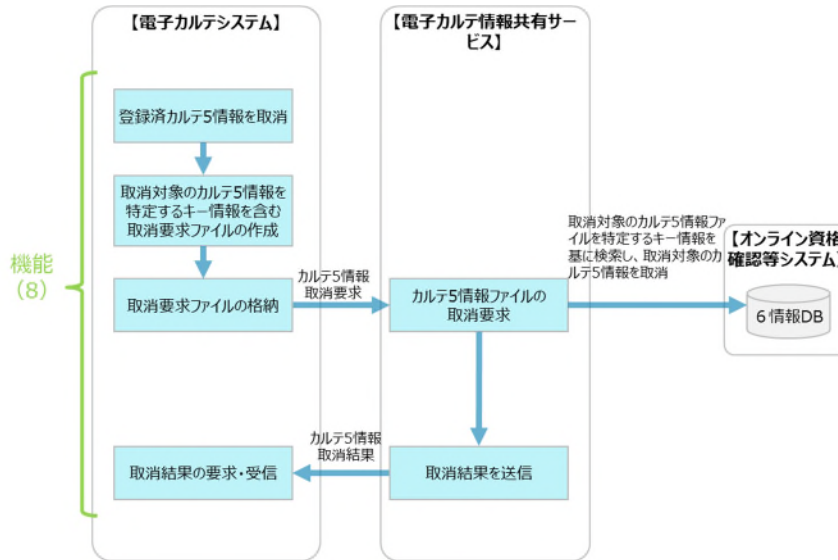 【電子カルテシステム】
【電子カルテ情報共有サー
ビス】
登録済カルテ5情報を取消
取消対象のカルテ5情報を
特定するキー情報を含む
取消要求ファイルの作成
機能
（8）
取消要求ファイルの格納
カルテ5情報
取消要求
カルテ5情報ファイルの
取消要求
取消対象のカルテ5情報ファ
イルを特定するキー情報を
基に検索し、取消対象のカ
ルテ5情報を取消
【オンライン資格
確認等システム】
６情報DB
カルテ5情報
取消結果
取消結果の要求・受信
取消結果を送信